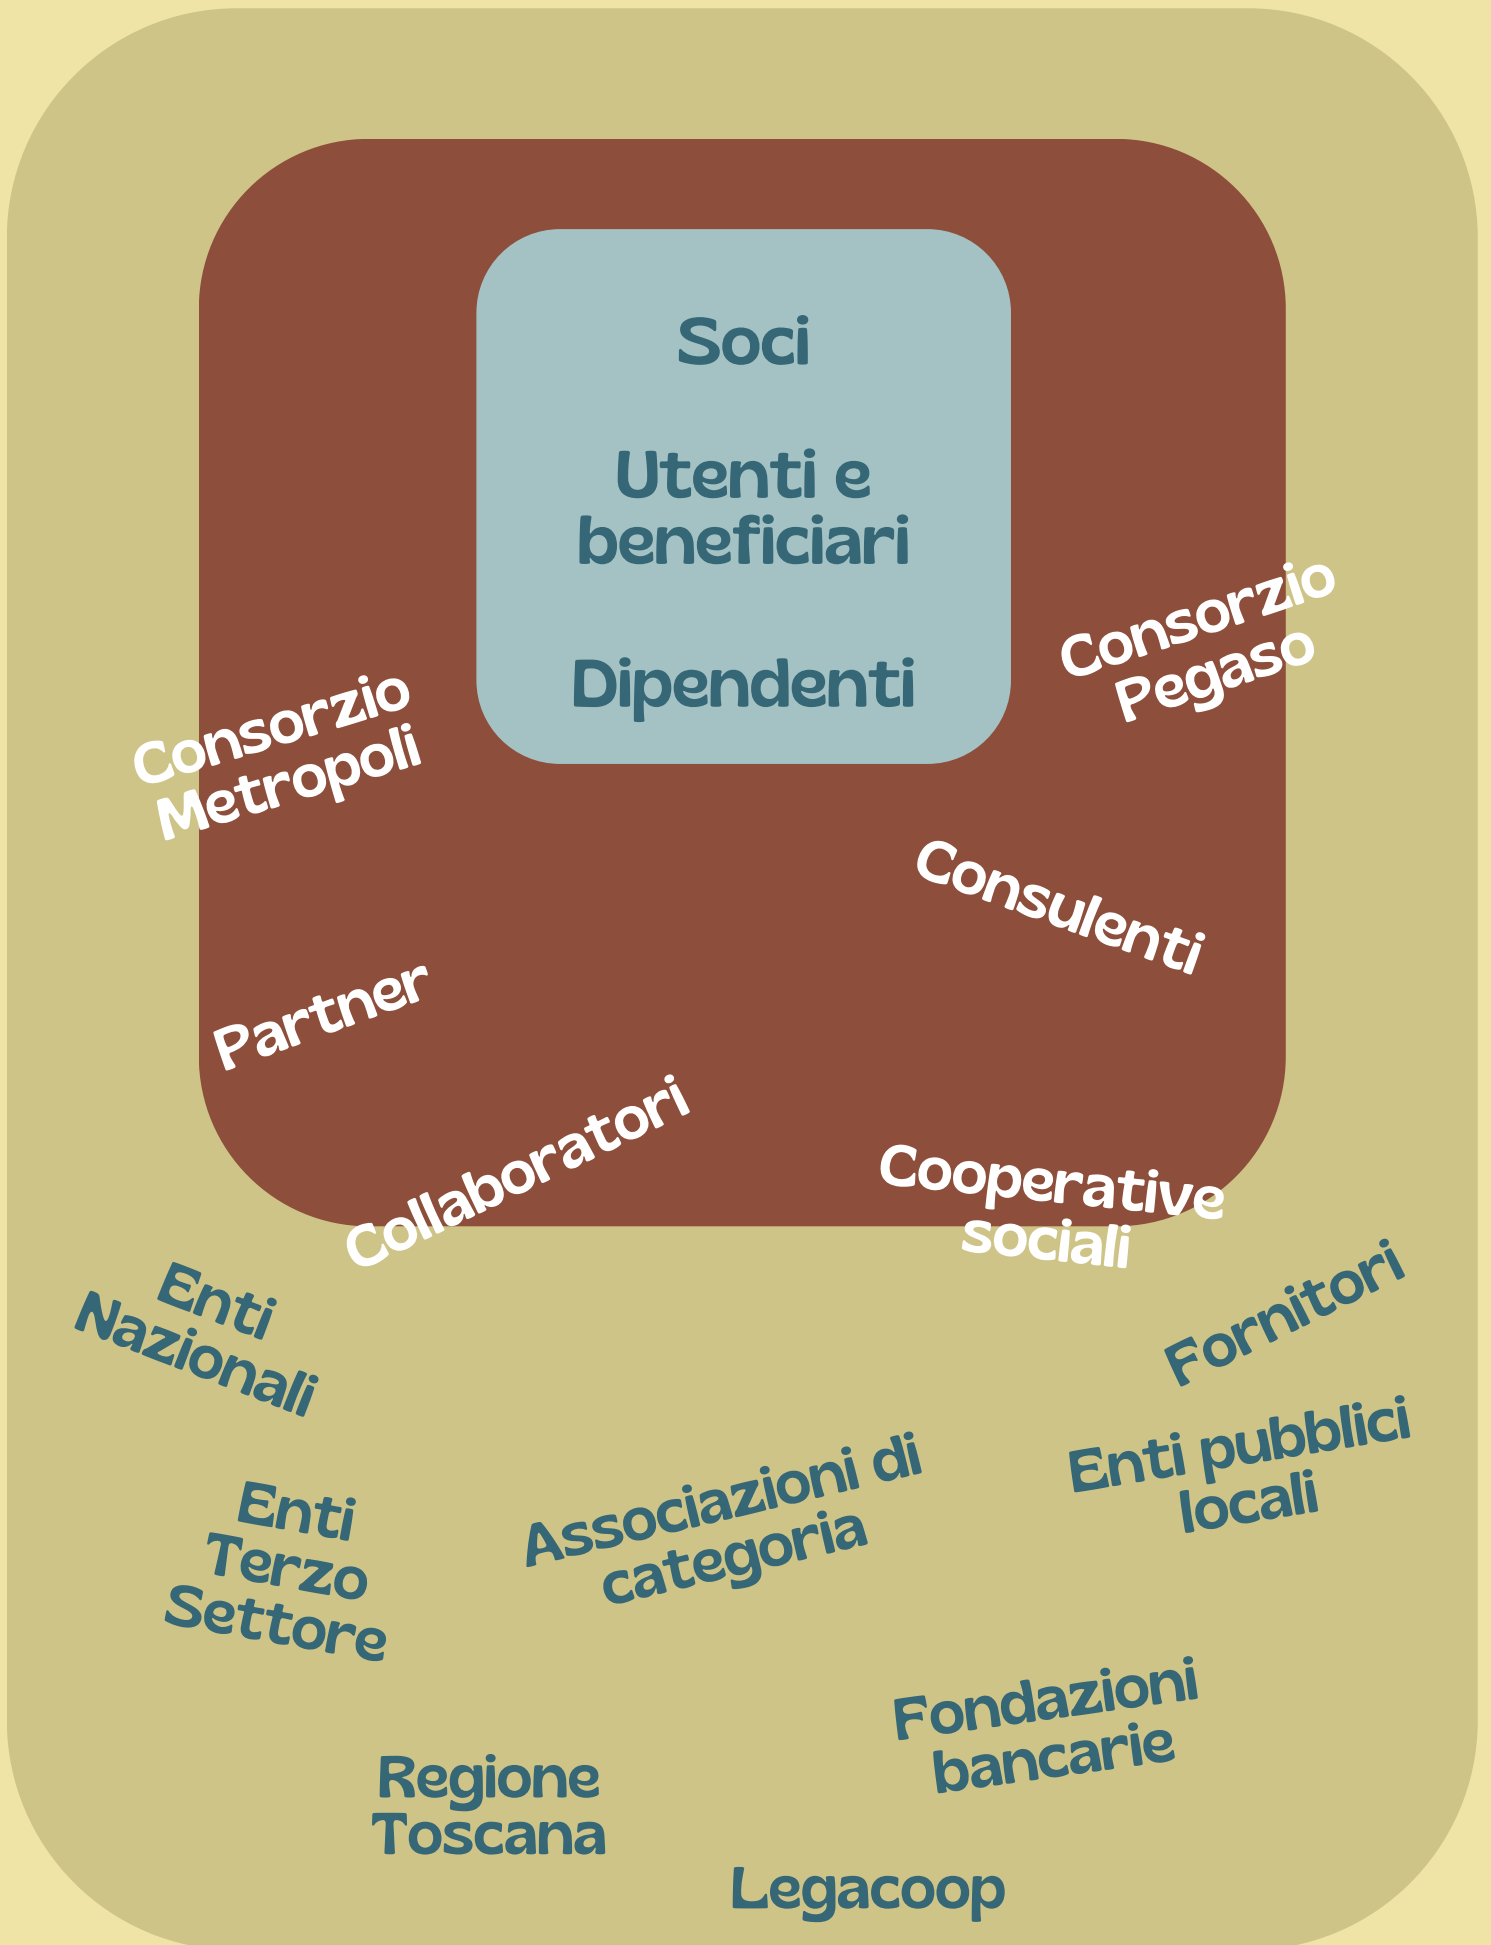 Soci
Utenti e
beneficiari
Dipendenti
Consorzio
Pegaso
Consorzio
Metropoli
Consulenti
Partner
Collaboratori
Cooperative
sociali
Enti
Nazionali
Fornitori
Enti pubblici
locali
Associazioni di
categoria
Enti
Terzo
Settore
Fondazioni
bancarie
Regione
Toscana
Legacoop